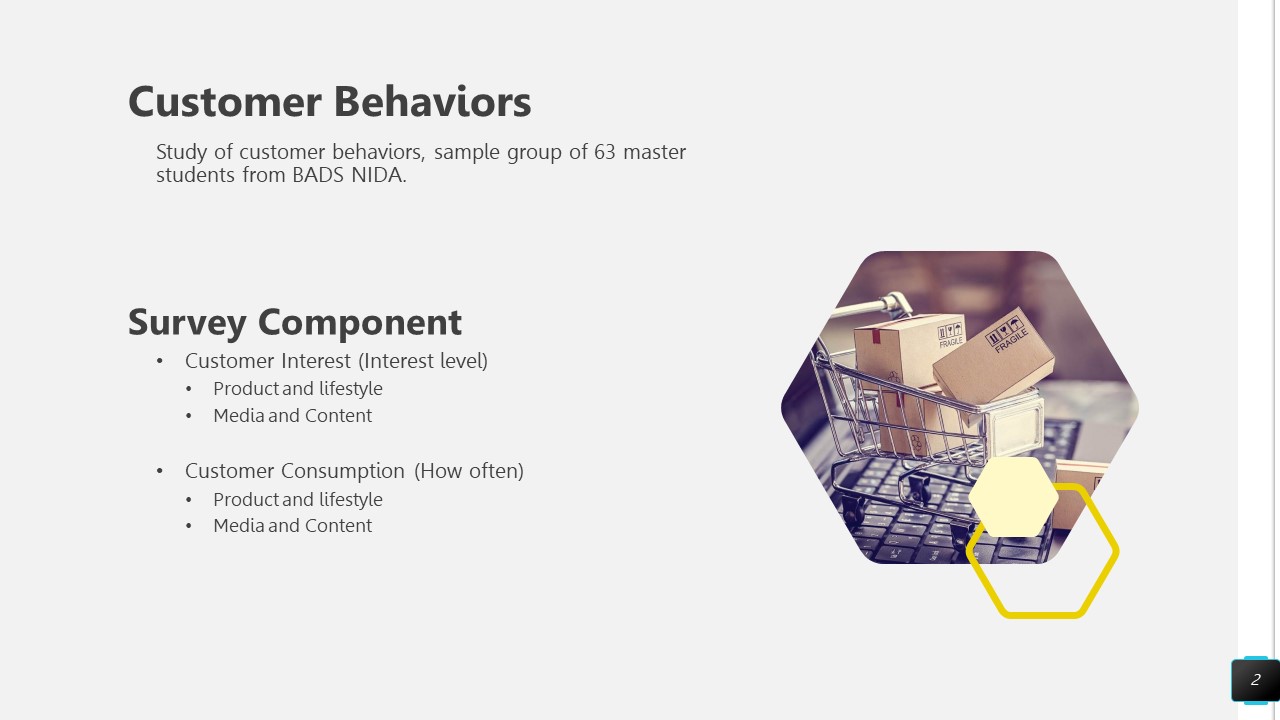 Customer Behaviors
Study of customer behaviors, sample group of 63 master
students from BADS NIDA.
Survey Component
• Customer Interest (Interest level)
• Product and lifestyle
• Media and Content
• Customer Consumption (How often)
• Product and lifestyle
• Media and Content
FRAGILE
FRAGILE
2